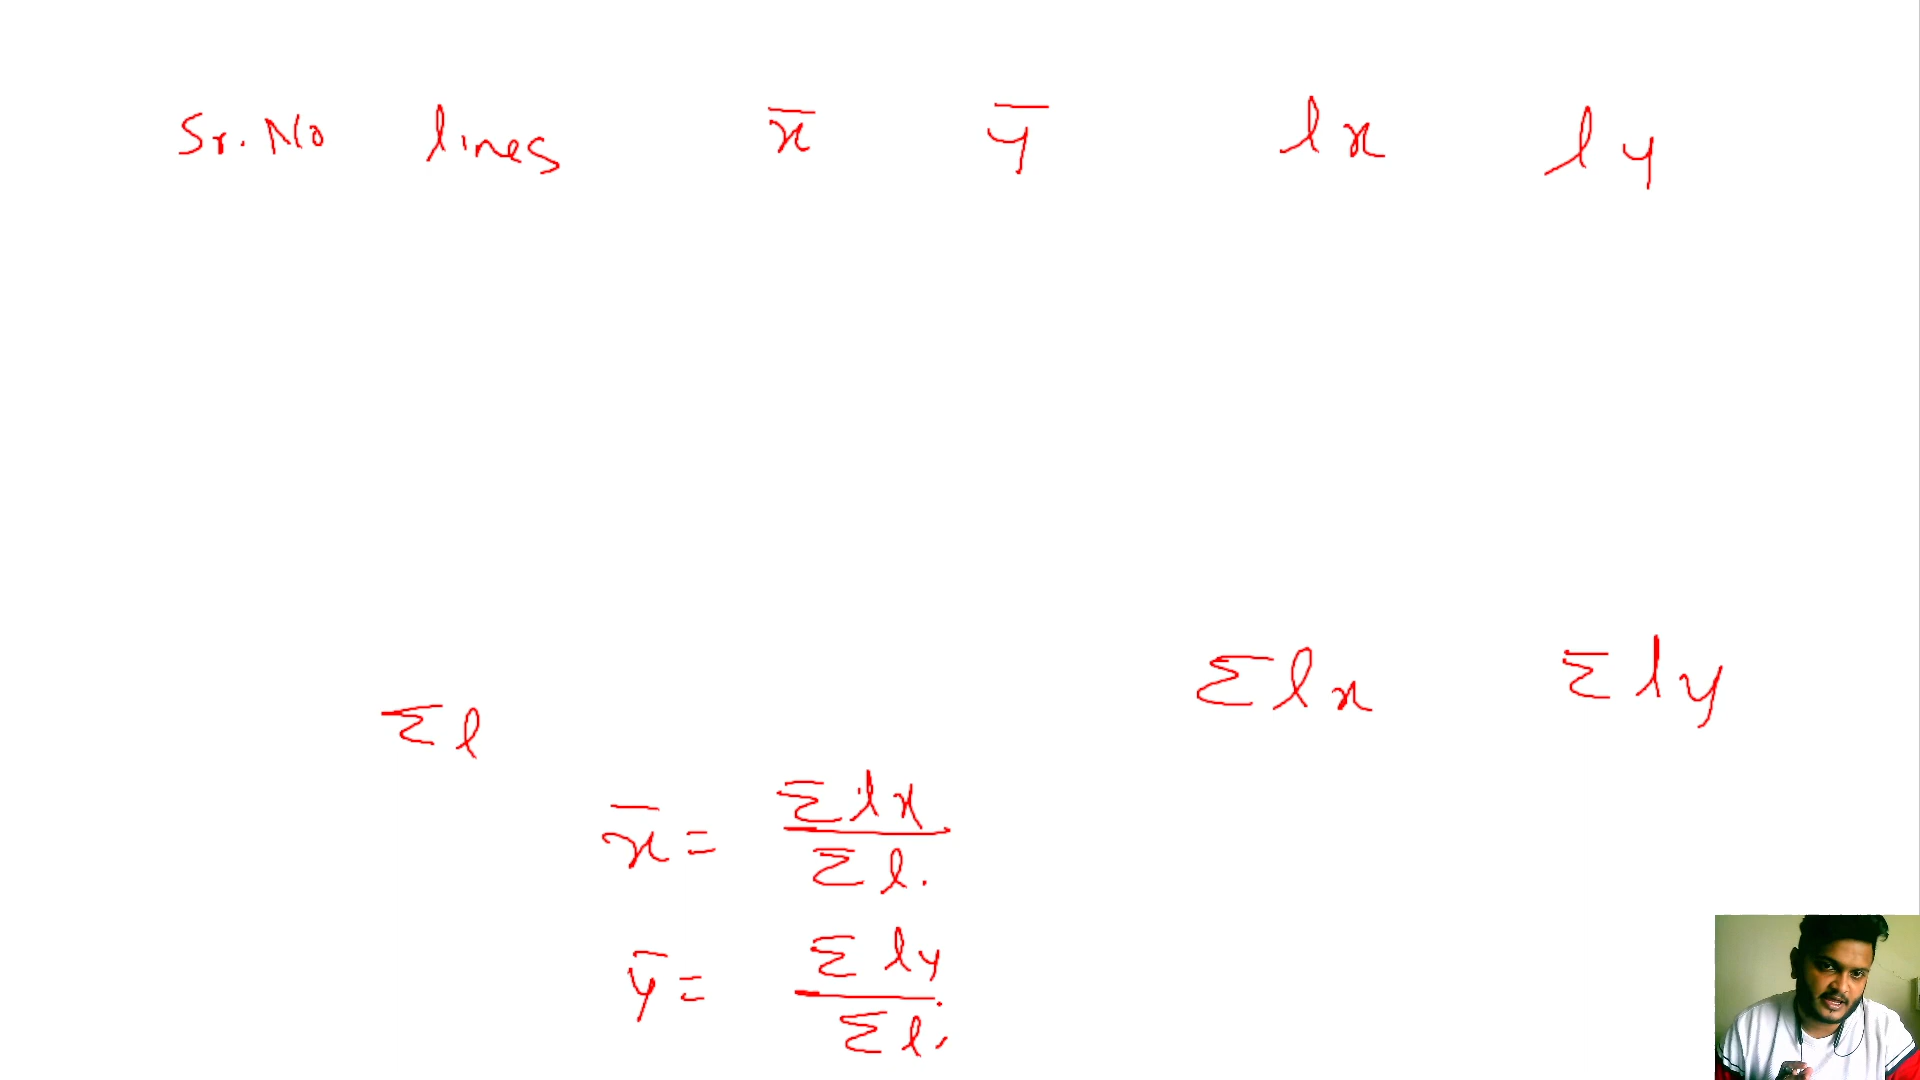 Sr. No lines x̄ ȳ lx ly
Σlx Σly
Σl
x̄ = Σlx / Σl.
ȳ = Σly / Σl.